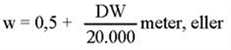 w = 0,5 + DW / 20.000 meter, eller